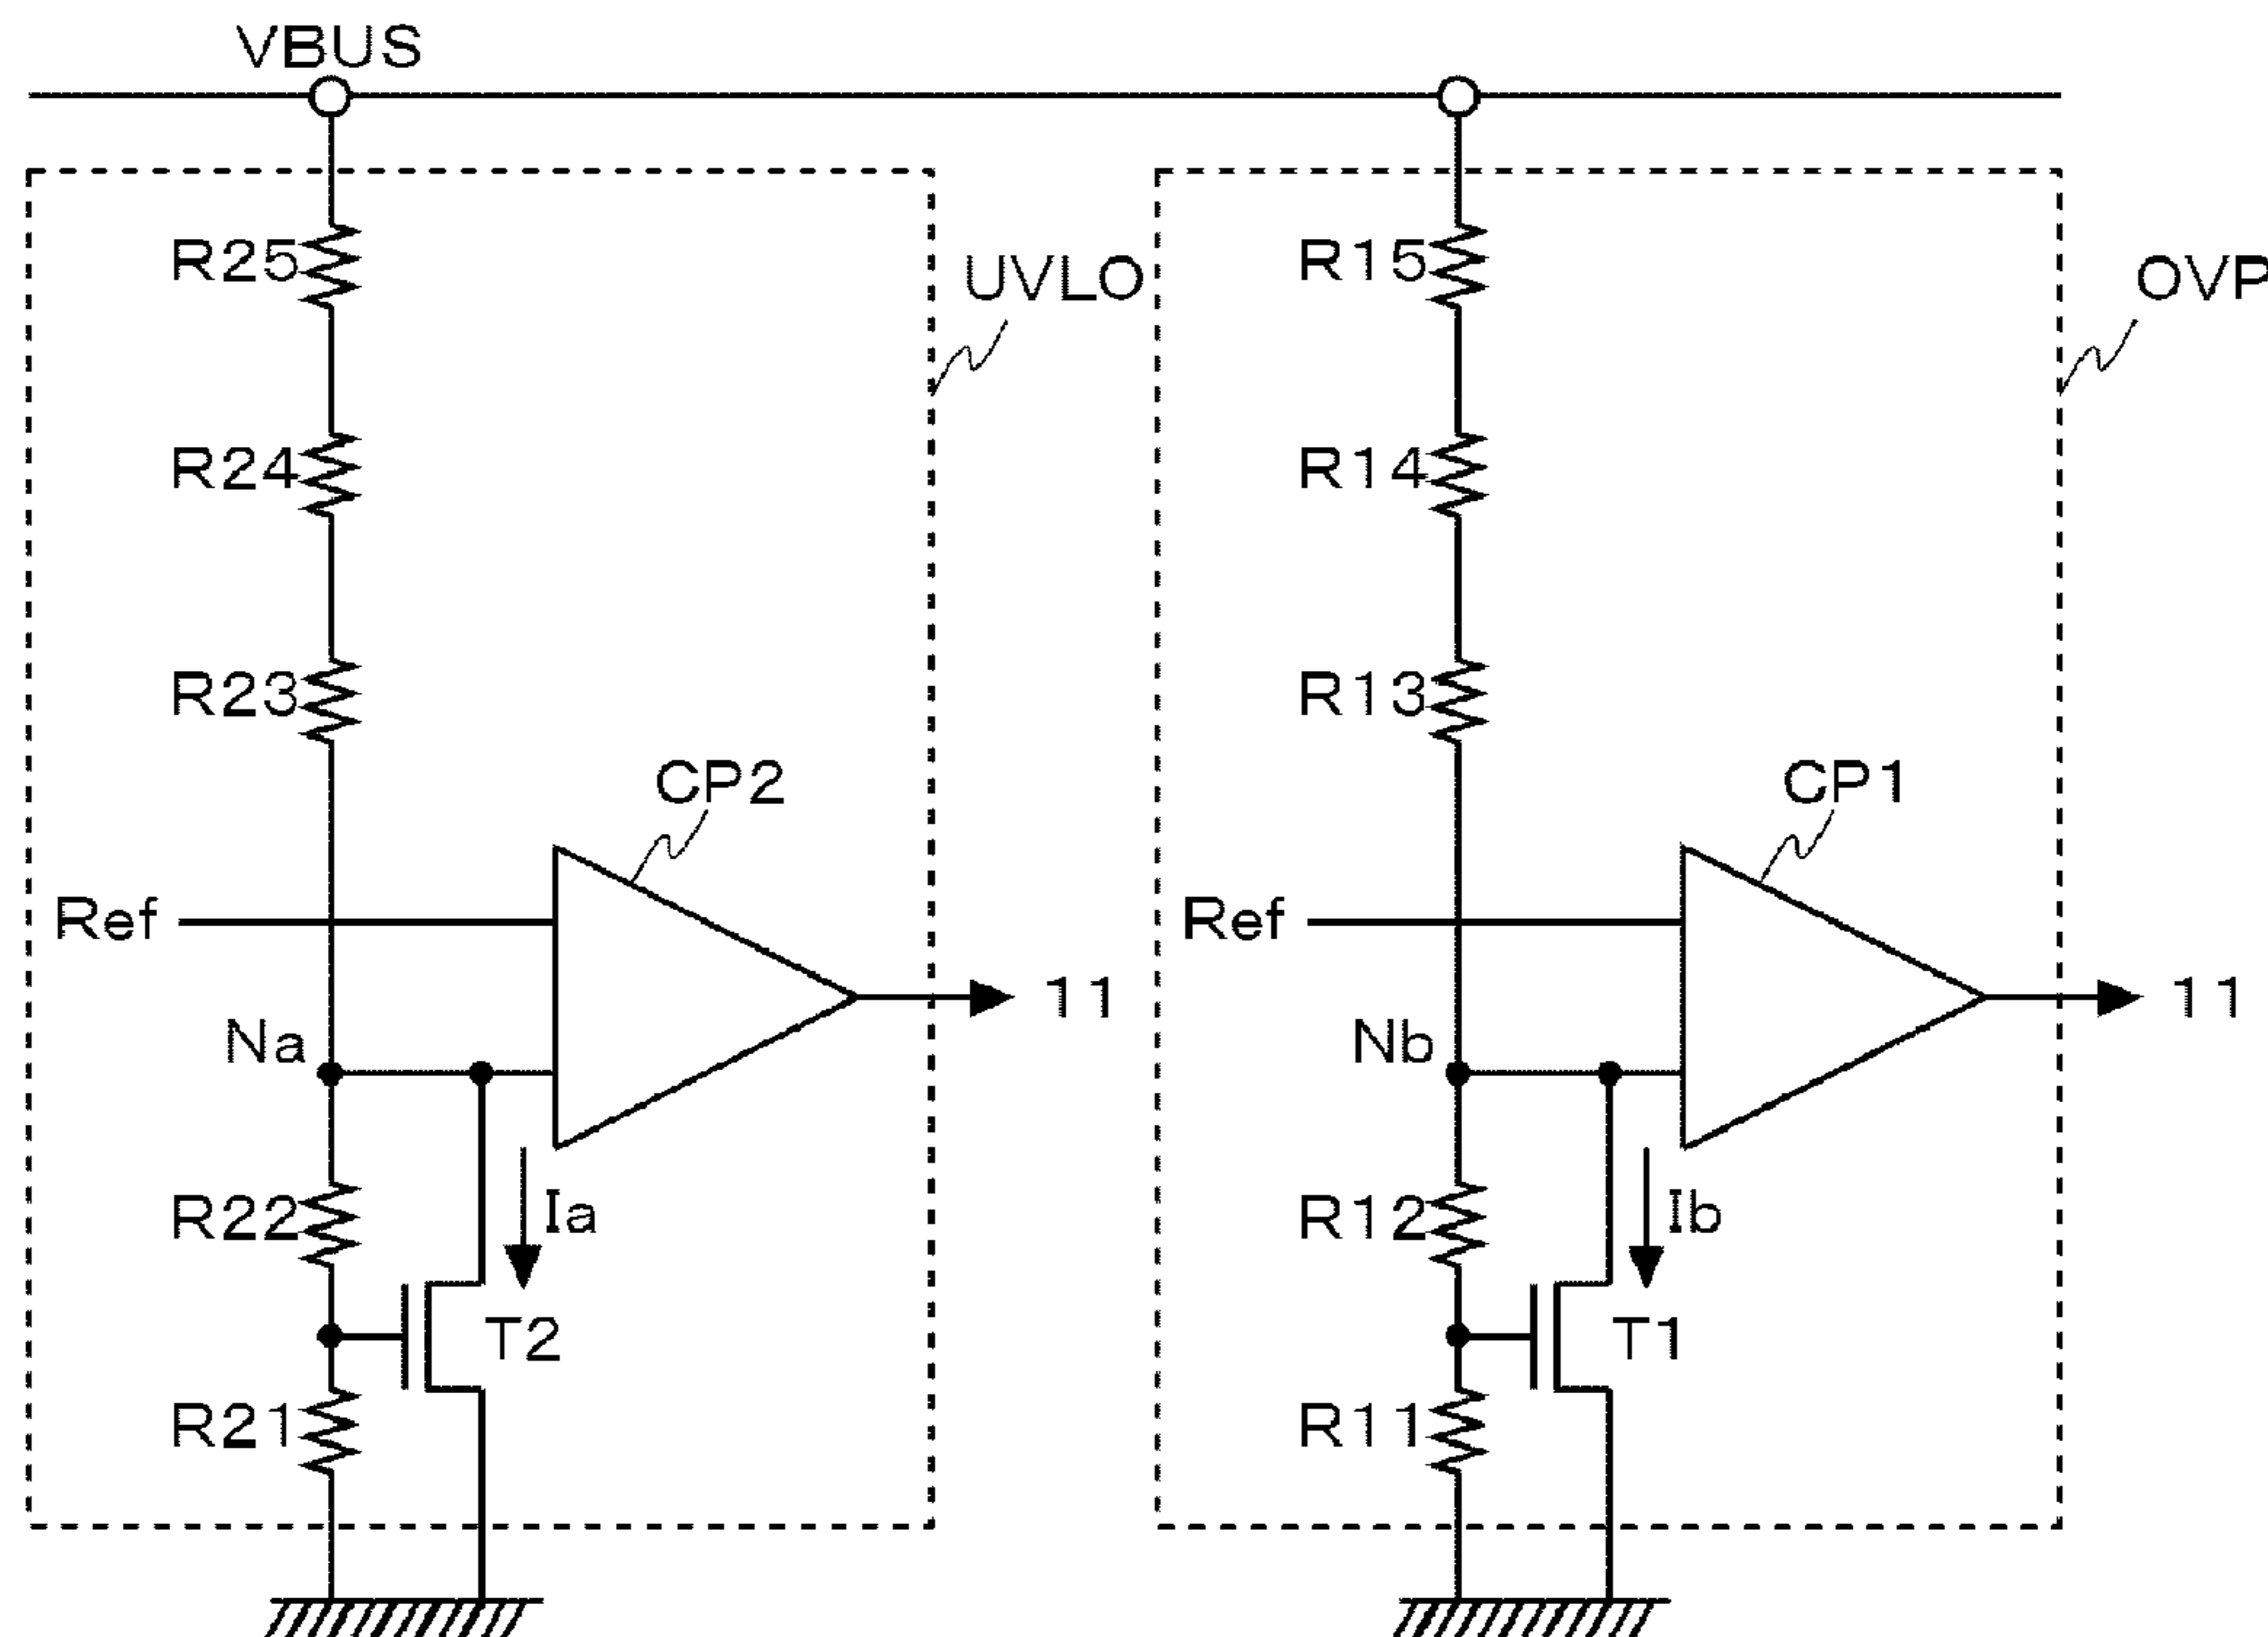 VBUS
R25
R24
R23
UVLO
CP2
Ref
Na
11
R22
Ia
T2
R21
R15
R14
R13
OVP
CP1
Ref
Nb
11
R12
Ib
T1
R11